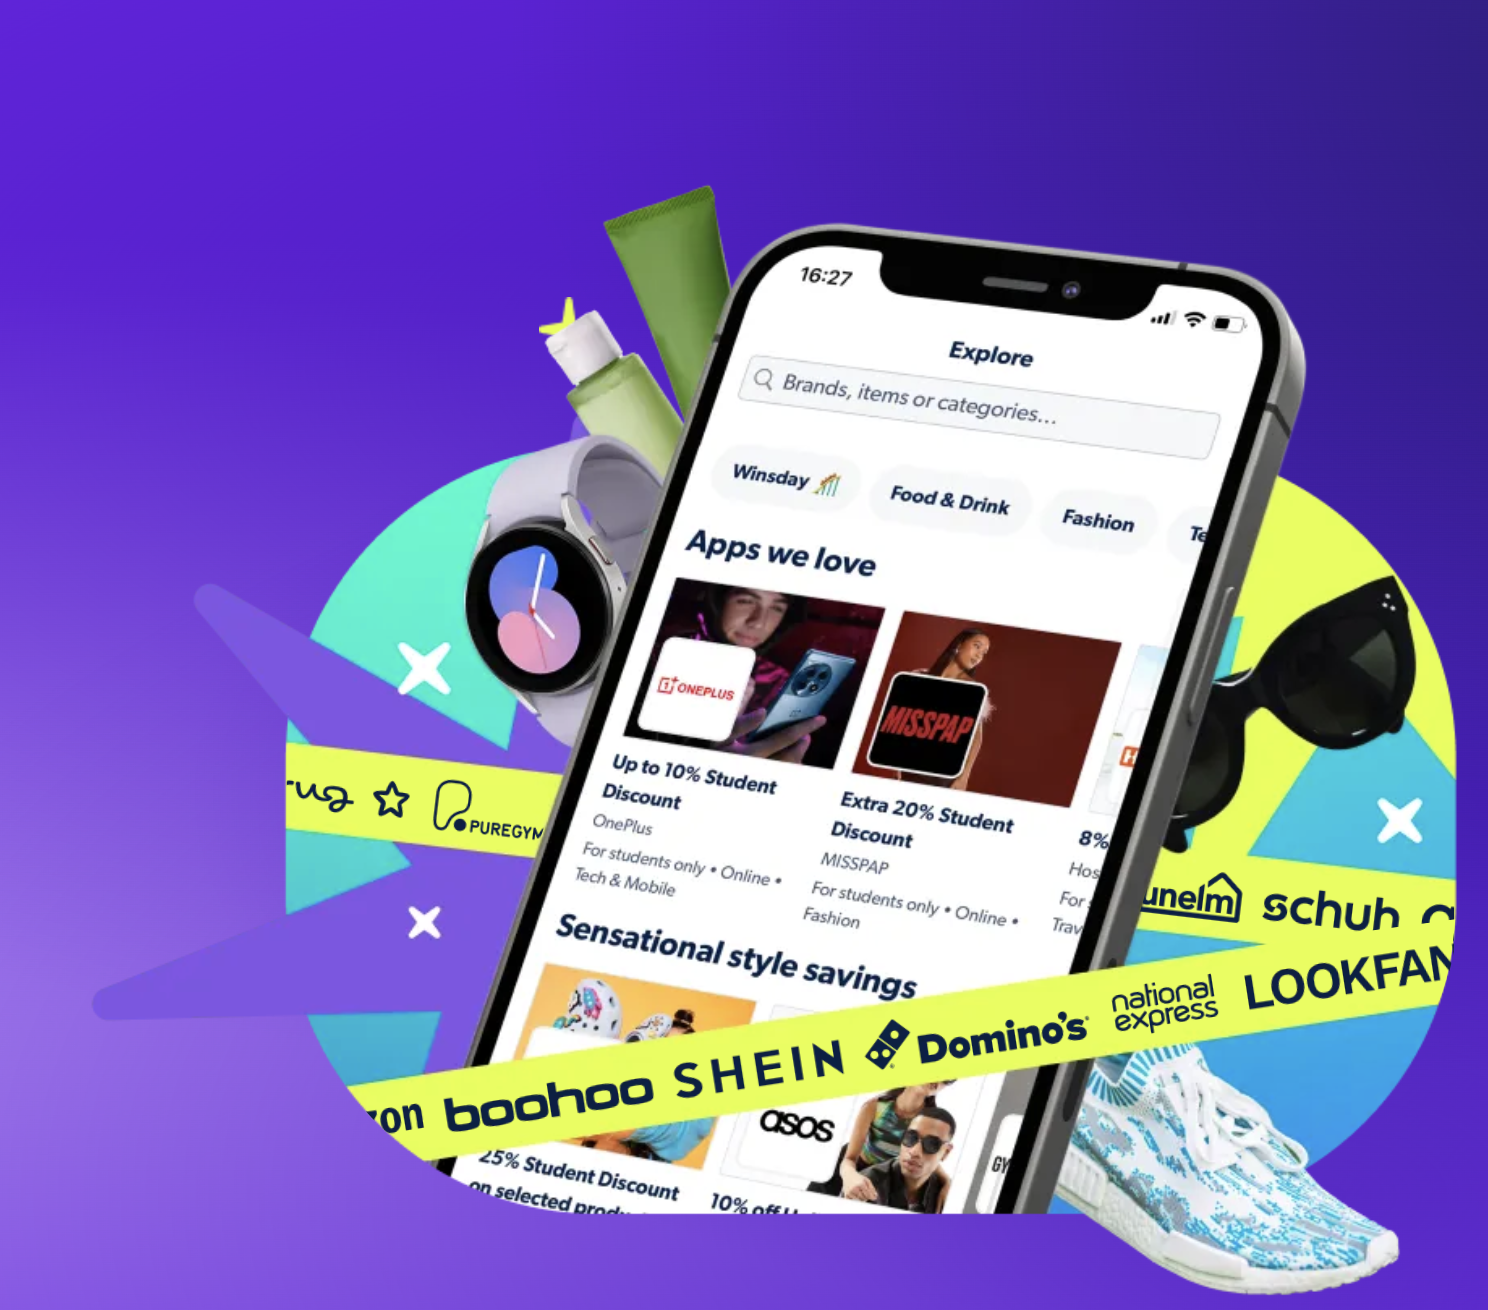 16:27
Explore
Brands, items or categories...
Winsday
Food & Drink
Fashion
Te
Apps we love
ONEPLUS
MISSPAP
Up to 10% Student
Discount
OnePlus
For students only • Online •
Tech & Mobile
Extra 20% Student
Discount
MISSPAP
For students only • Online •
Fashion
8%
Hos
For
Trav
Sensational style savings
PUREGYM
unelm
schuh
zon
boohoo
SHEIN
Domino's
national
express
LOOKFAN
asos
GY
25% Student Discount
on selected produ
10% off